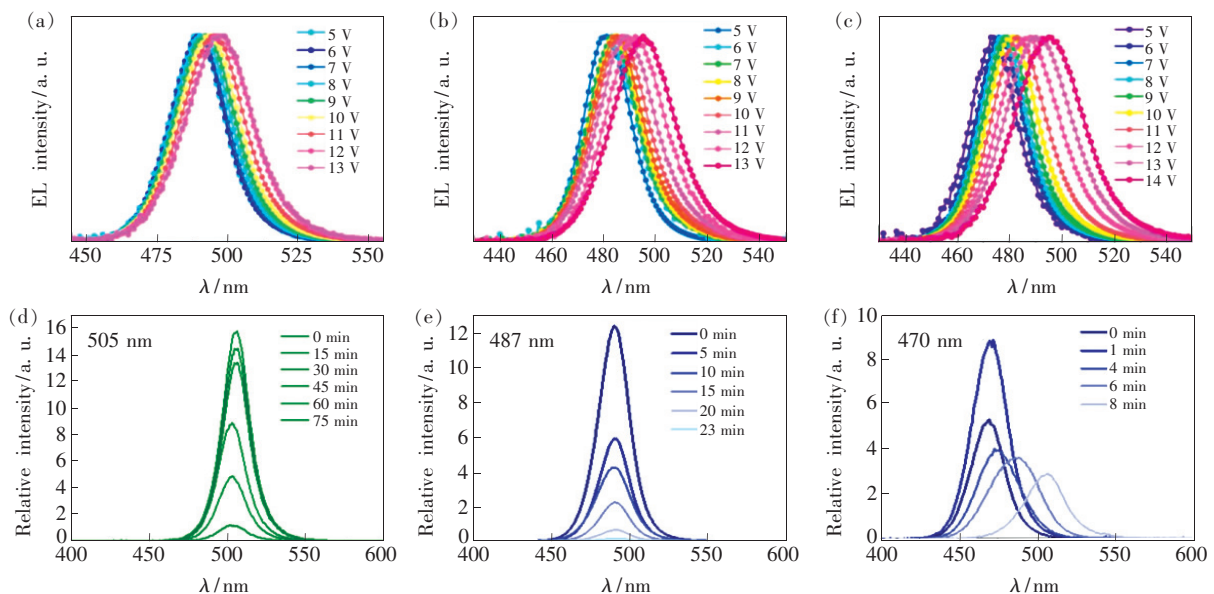 (a)
EL intensity/a. u.
5 V
6 V
7 V
8 V
9 V
10 V
11 V
12 V
13 V
450 475 500 525 550
λ/nm
(b)
EL intensity/a. u.
5 V
6 V
7 V
8 V
9 V
10 V
11 V
12 V
13 V
440 460 480 500 520 540
λ/nm
(c)
EL intensity/a. u.
5 V
6 V
7 V
8 V
9 V
10 V
11 V
12 V
13 V
14 V
440 460 480 500 520 540
λ/nm
(d)
Relative intensity/a. u.
16
14
12
10
8
6
4
2
0
505 nm
0 min
15 min
30 min
45 min
60 min
75 min
400 450 500 550 600
λ/nm
(e)
Relative intensity/a. u.
12
10
8
6
4
2
0
487 nm
0 min
5 min
10 min
15 min
20 min
23 min
400 450 500 550 600
λ/nm
(f)
Relative intensity/a. u.
10
8
6
4
2
0
470 nm
0 min
1 min
4 min
6 min
8 min
400 450 500 550 600
λ/nm